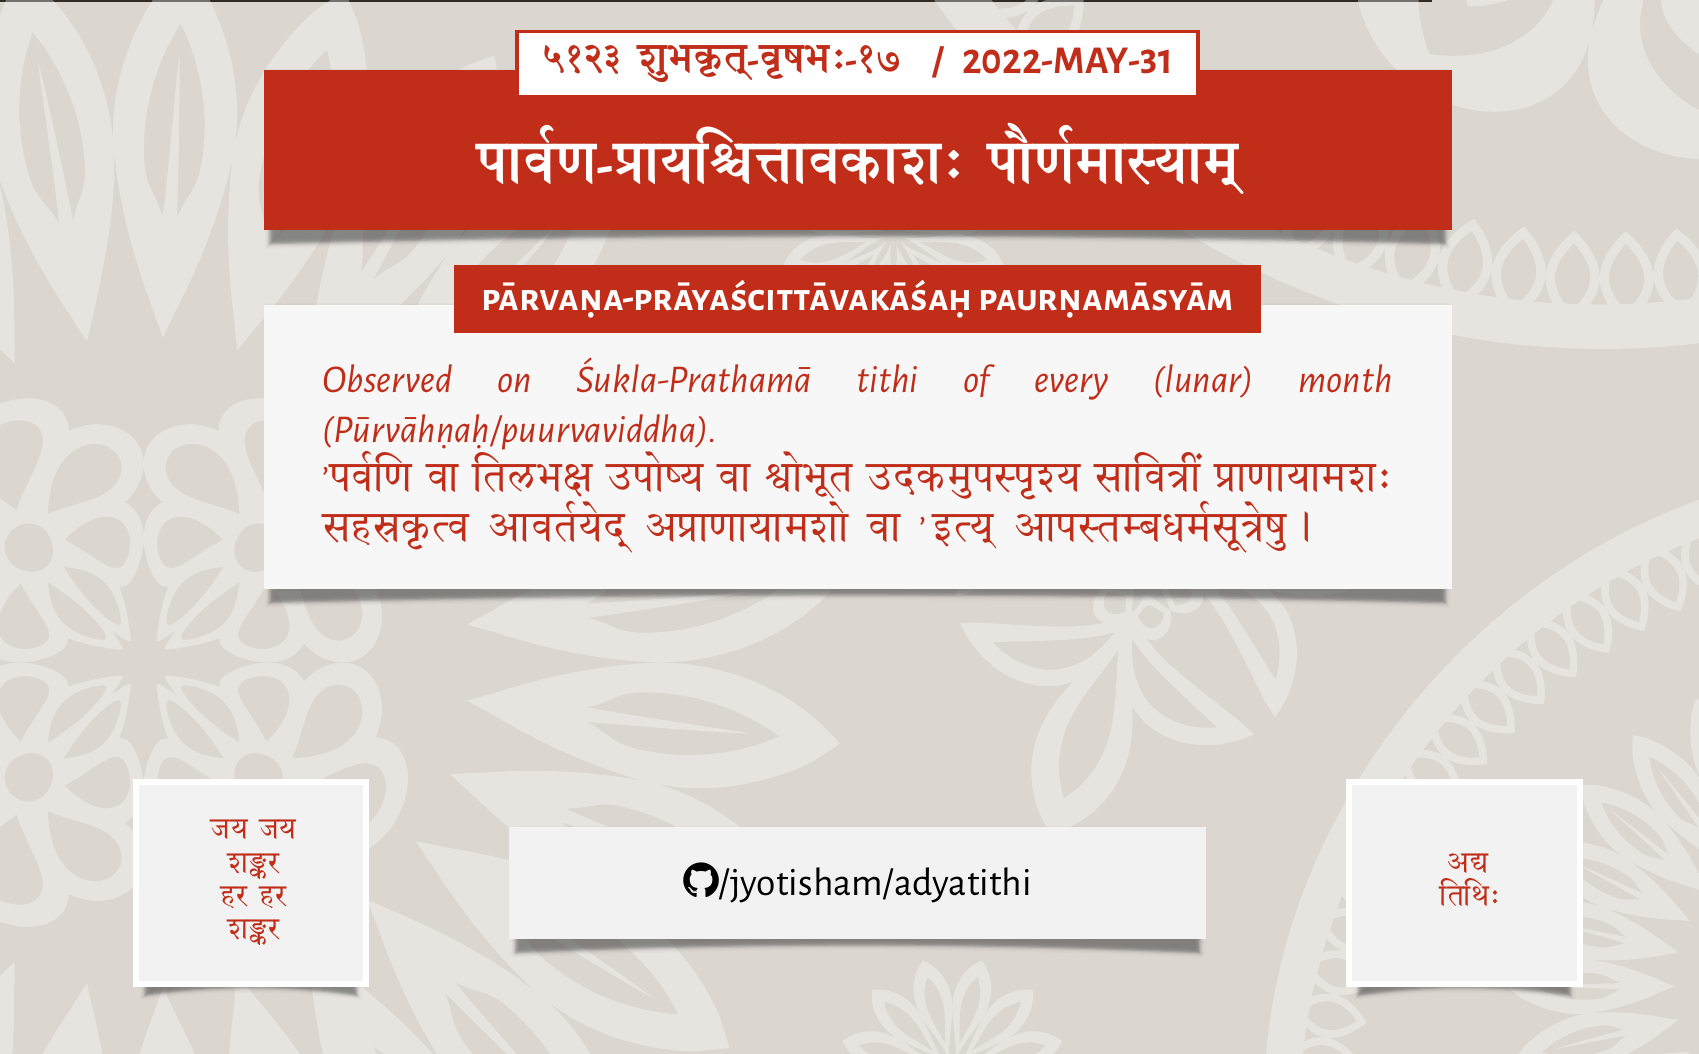 ५१२३ शुभकृत्-वृषभः-१७ / 2022-MAY-31
पार्वण-प्रायश्चित्तावकाशः पौर्णमास्याम्
PĀRVAṆA-PRĀYAŚCITTĀVAKĀŚAḤ PAURṆAMĀSYĀM
Observed on Śukla-Prathamā tithi of every (lunar) month
(Pūrvāhṇaḥ/puurvaviddha).
’पर्वणि वा तिलभक्ष उपोष्य वा श्वोभूत उदकमुपस्पृश्य सावित्रीं प्राणायामशः
सहस्रकृत्व आवर्तयेद् अप्राणायामशो वा ’इत्य् आपस्तम्बधर्मसूत्रेषु।
जय जय
शङ्कर
हर हर
शङ्कर
/jyotisham/adyatithi
अद्य
तिथिः